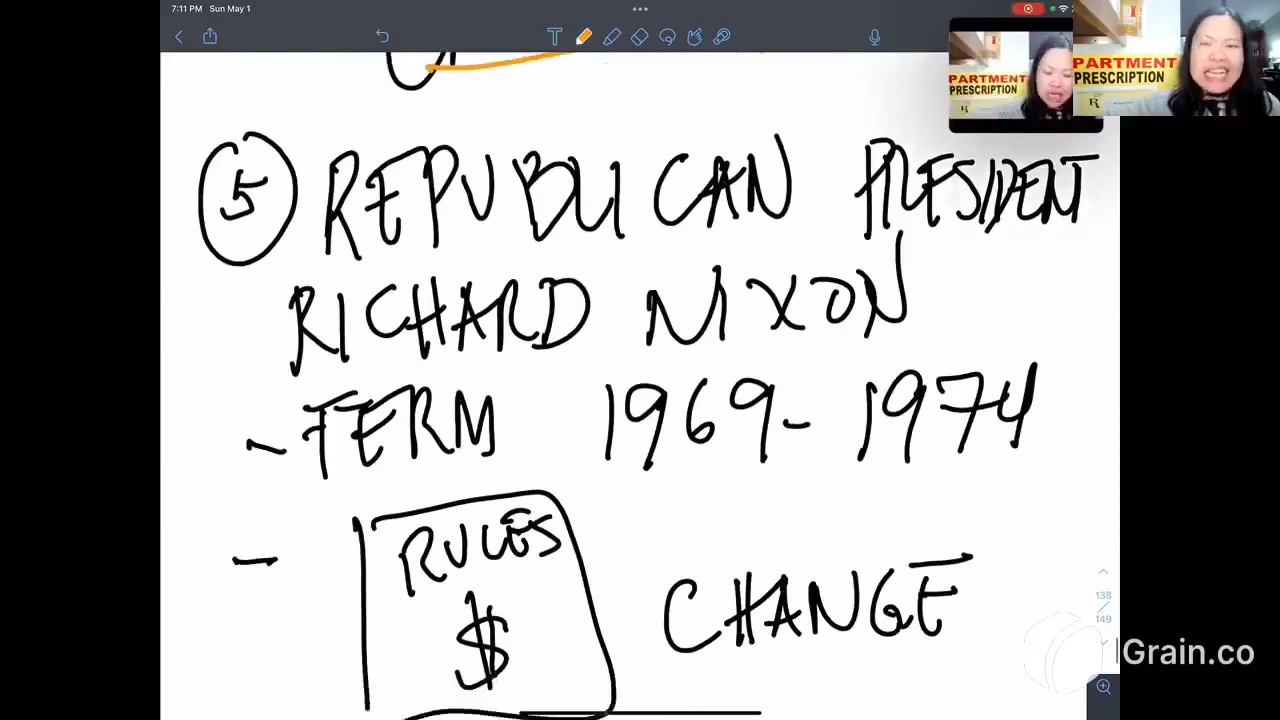 7:11 PM Sun May 1
PARTMENT
PRESCRIPTION
PARTMENT
PRESCRIPTION
5 REPUBLICAN PRESIDENT
RICHARD NIXON
- TERM 1969-1974
- RULES
$ CHANGE
138
149
Grain.co